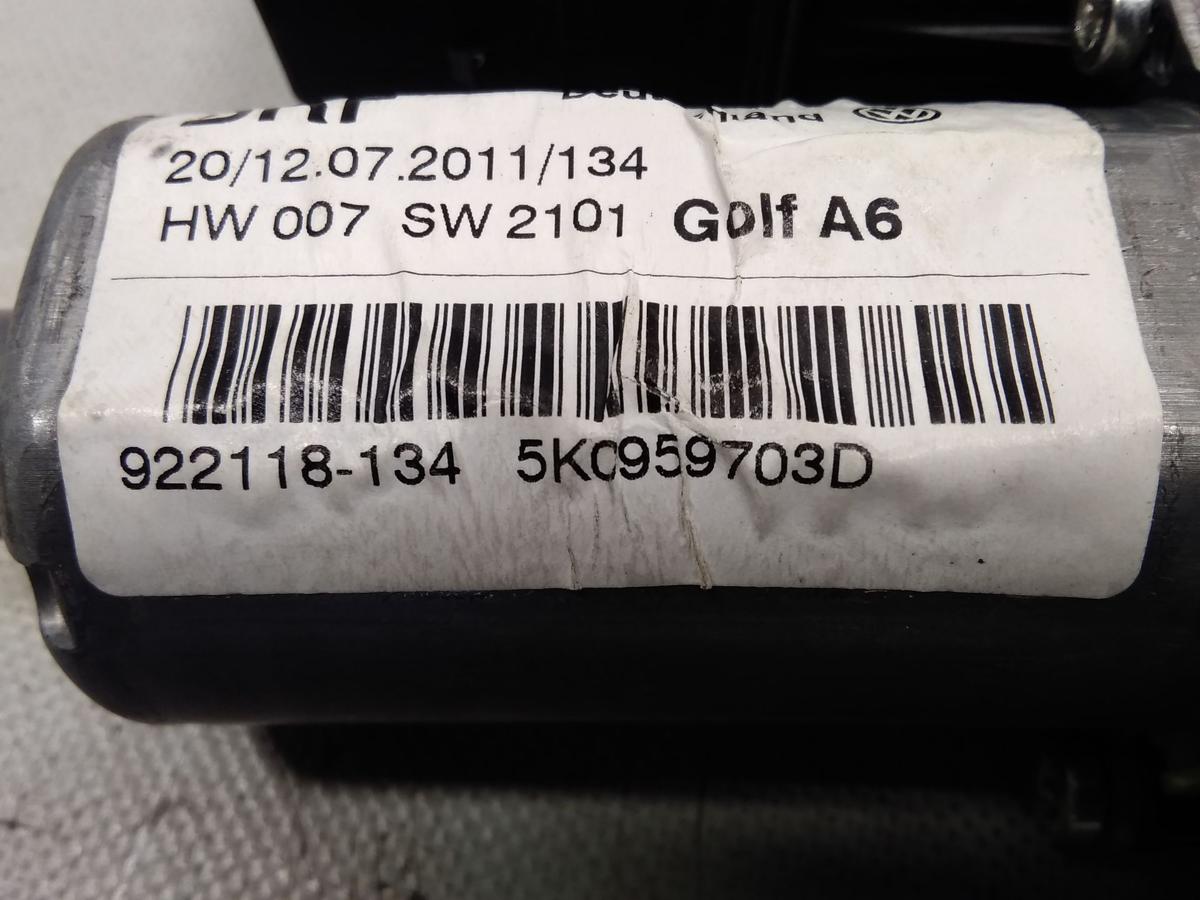 20/12.07.2011/134
HW 007 SW 2101 Golf A6
922118-134 5K0959703D